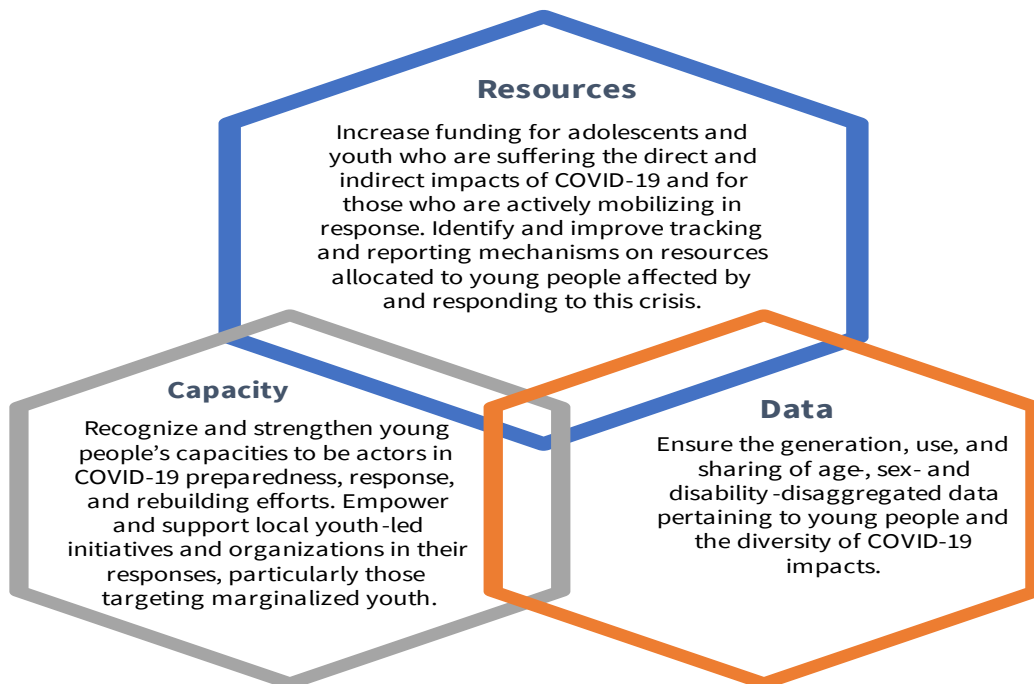 Resources
Increase funding for adolescents and
youth who are suffering the direct and
indirect impacts of COVID-19 and for
those who are actively mobilizing in
response. Identify and improve tracking
and reporting mechanisms on resources
allocated to young people affected by
and responding to this crisis.
Capacity
Recognize and strengthen young
people’s capacities to be actors in
COVID-19 preparedness, response,
and rebuilding efforts. Empower
and support local youth-led
initiatives and organizations in their
responses, particularly those
targeting marginalized youth.
Data
Ensure the generation, use, and
sharing of age-, sex- and
disability-disaggregated data
pertaining to young people and
the diversity of COVID-19
impacts.